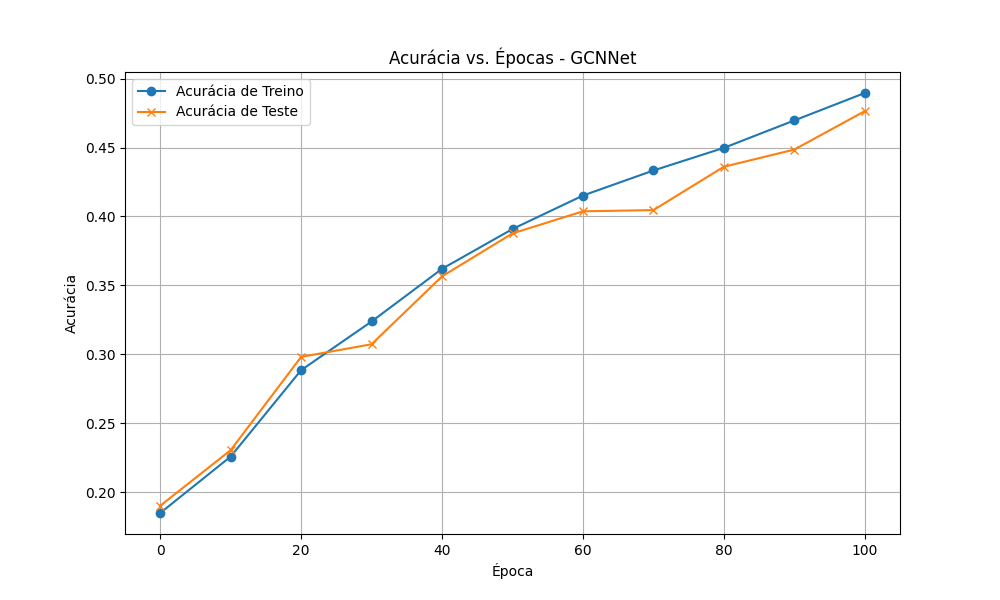 Acurácia vs. Épocas - GCNNet
Acurácia de Treino
Acurácia de Teste
0.50
0.45
0.40
0.35
0.30
0.25
0.20
Acurácia
0 20 40 60 80 100
Época